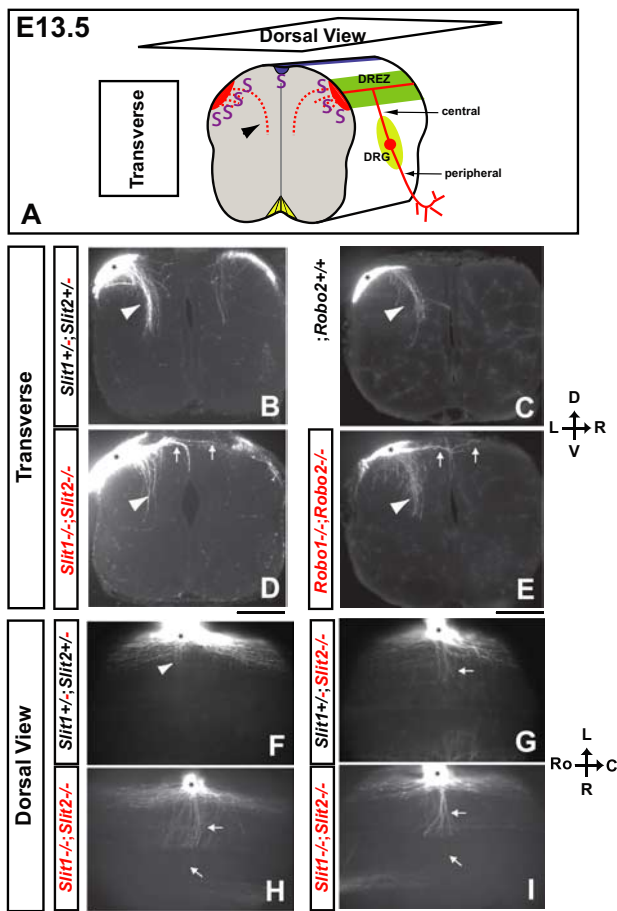 E13.5
Dorsal View
Transverse
S
S
S
S
S
S
S
S
S
DREZ
central
DRG
peripheral
A
Transverse
Slit1+/-;Slit2+/-
B
;Robo2+/+
C
D
L R
V
Slit1-/-;Slit2-/-
D
Robo1-/-;Robo2-/-
E
Dorsal View
Slit1+/-;Slit2+/-
F
Slit1+/-;Slit2-/-
G
L
Ro C
R
Slit1-/-;Slit2-/-
H
Slit1-/-;Slit2-/-
I